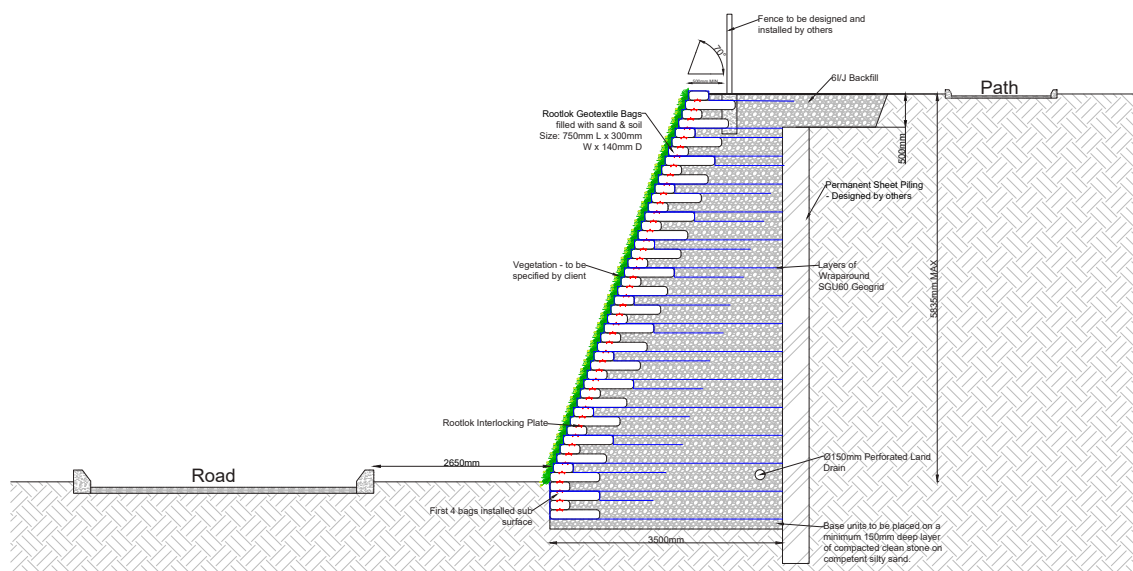 Fence to be designed and
installed by others
70°
6I/J Backfill
Path
Rootlok Geotextile Bags
filled with sand & soil
Size: 750mm L x 300mm
W x 140mm D
500mm
Permanent Sheet Piling
- Designed by others
Vegetation - to be
specified by client
Layers of
Wraparound
SGU60 Geogrid
5835mm MAX
Rootlok Interlocking Plate
2650mm
Road
Ø150mm Perforated Land
Drain
First 4 bags installed sub
surface
3500mm
Base units to be placed on a
minimum 150mm deep layer
of compacted clean stone on
competent silty sand.